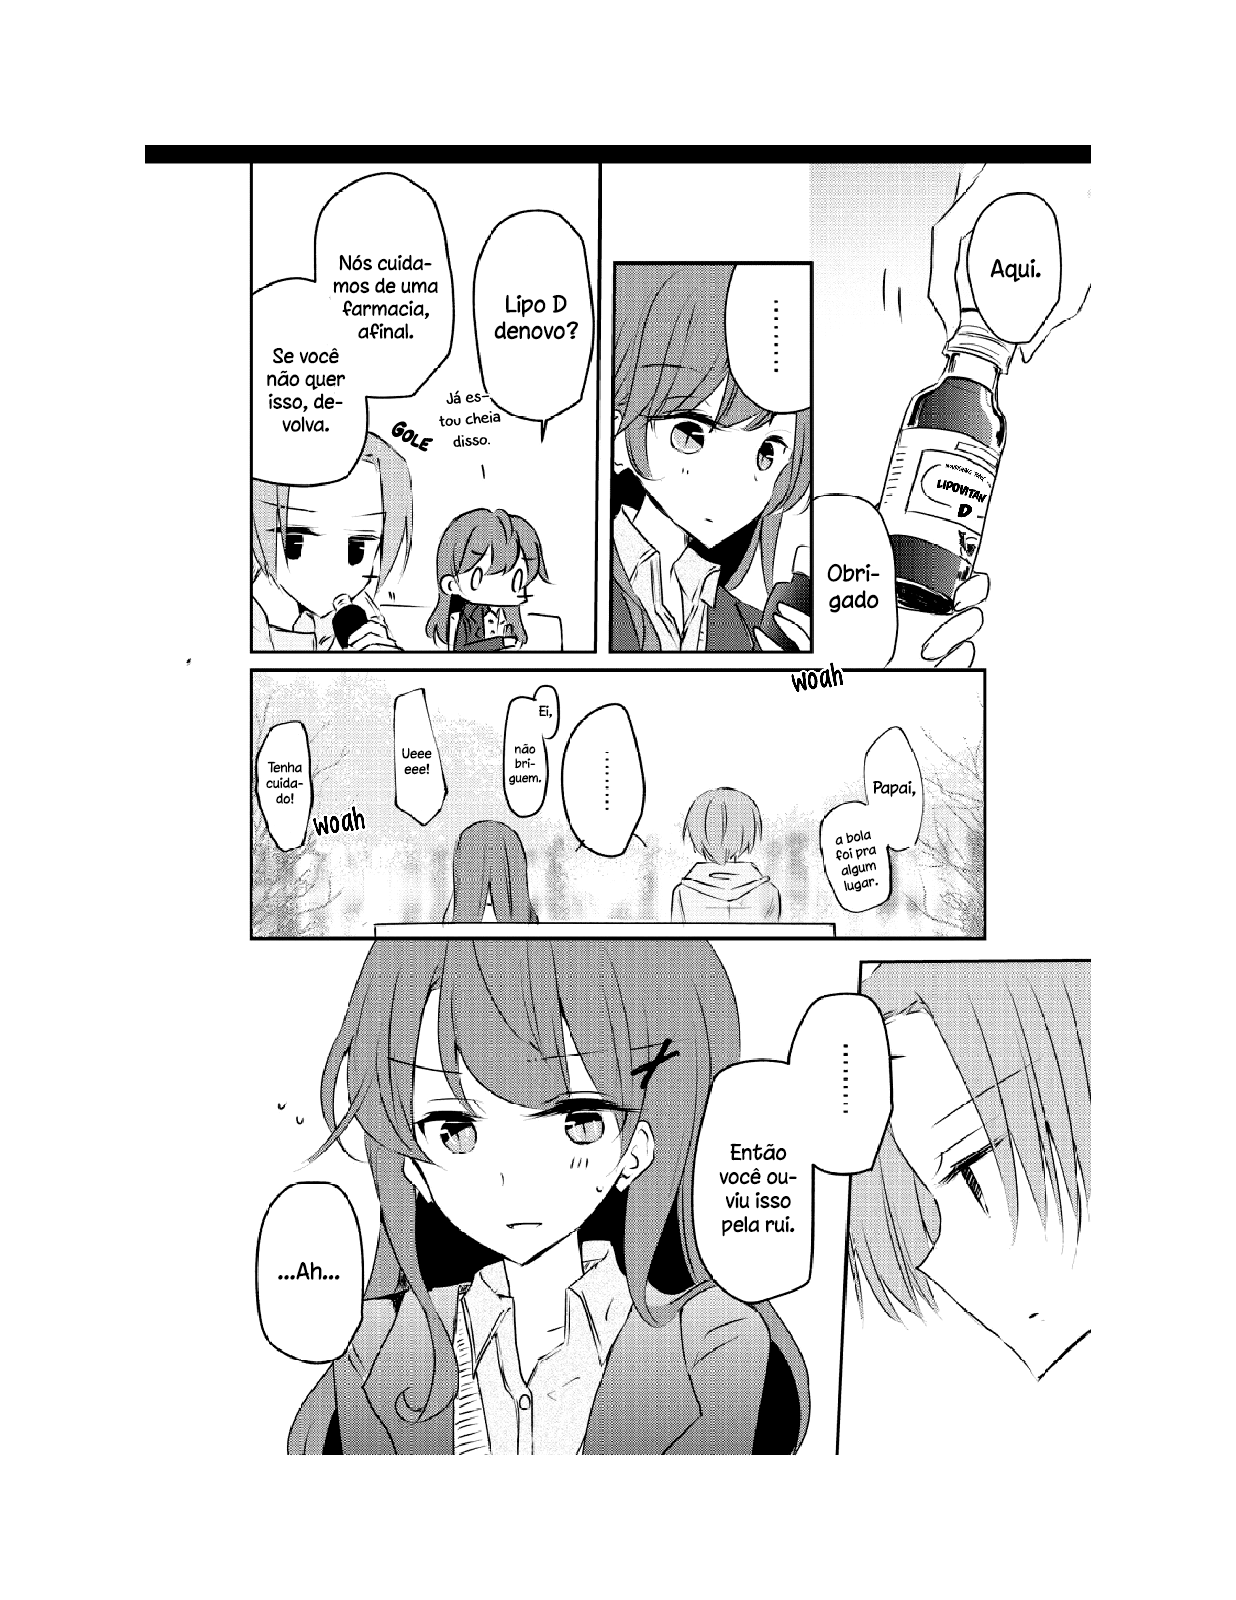 Aqui.
LIPOVITAN
D
Obri-
gado
.........
Lipo D
denovo?
Já es-
tou cheia
disso.
Nós cuida-
mos de uma
farmacia,
afinal.
Se você
não quer
isso, de-
volva.
GOLE
WOAH
Papai,
a bola
foi pra
algum
lugar.
.........
Ei,
não
bri-
guem.
Ueee
eee!
WOAH
Tenha
cuida-
do!
.........
Então
você ou-
viu isso
pela rui.
...Ah...